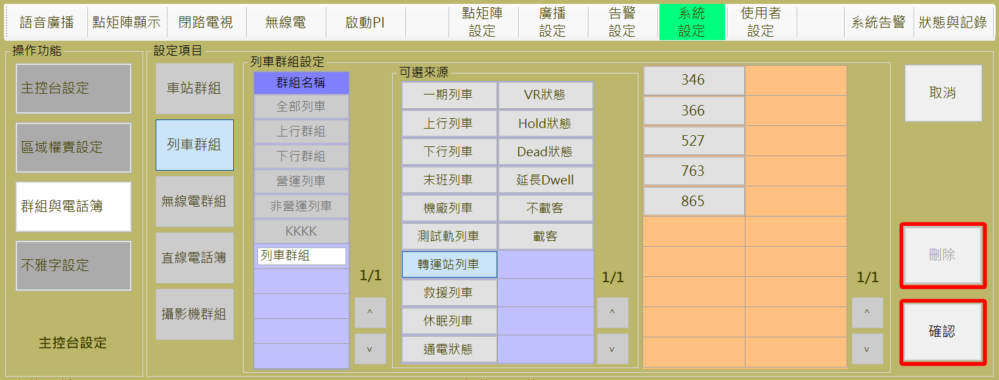 語音廣播
點矩陣顯示
閉路電視
無線電
啟動PI
點矩陣
設定
廣播
設定
告警
設定
系統
設定
使用者
設定
系統告警
狀態與記錄
操作功能
主控台設定
區域權責設定
群組與電話簿
不雅字設定
主控台設定
設定項目
車站群組
列車群組
無線電群組
直線電話簿
攝影機群組
列車群組設定
群組名稱
全部列車
上行群組
下行群組
營運列車
非營運列車
KKKK
列車群組
1/1
^
v
可選來源
一期列車
VR狀態
上行列車
Hold狀態
下行列車
Dead狀態
末班列車
延長Dwell
機廠列車
不載客
測試軌列車
載客
轉運站列車
救援列車
休眠列車
通電狀態
1/1
^
v
346
366
527
763
865
1/1
^
v
取消
刪除
確認